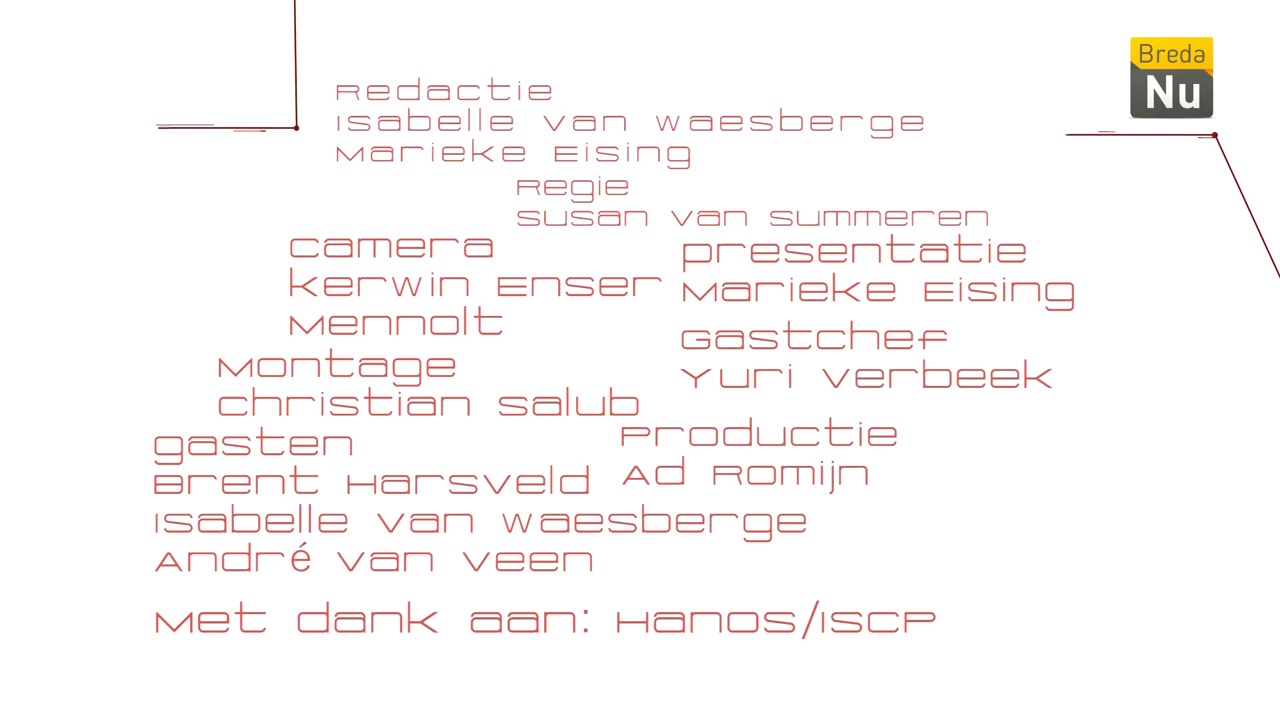 Breda
Nu
Redactie
Isabelle van Waesberge
Marieke Eising
Regie
Susan van Summeren
Camera
Kerwin Enser
Mennolt
Presentatie
Marieke Eising
Gastchef
Yuri Verbeek
Montage
Christian Salub
Productie
Ad Romijn
Gasten
Brent Harsveld
Isabelle van Waesberge
André van Veen
Met dank aan: Hanos/ISCP